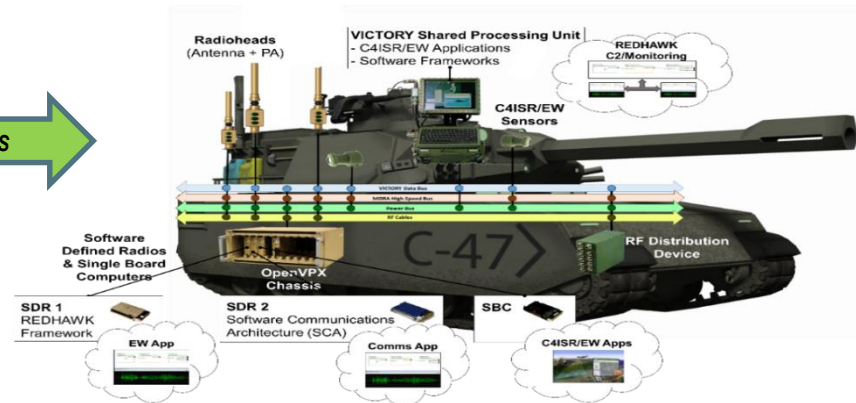 s
Radioheads
(Antenna + PA)
VICTORY Shared Processing Unit
- C4ISR/EW Applications
- Software Frameworks
REDHAWK
C2/Monitoring
C4ISR/EW
Sensors
VICTORY Data Bus
MORA High Speed Bus
Power Bus
RF Cables
Software
Defined Radios
& Single Board
Computers
OpenVPX
Chassis
C-47
RF Distribution
Device
SDR 1
REDHAWK
Framework
SDR 2
Software Communications
Architecture (SCA)
SBC
EW App
Comms App
C4ISR/EW Apps